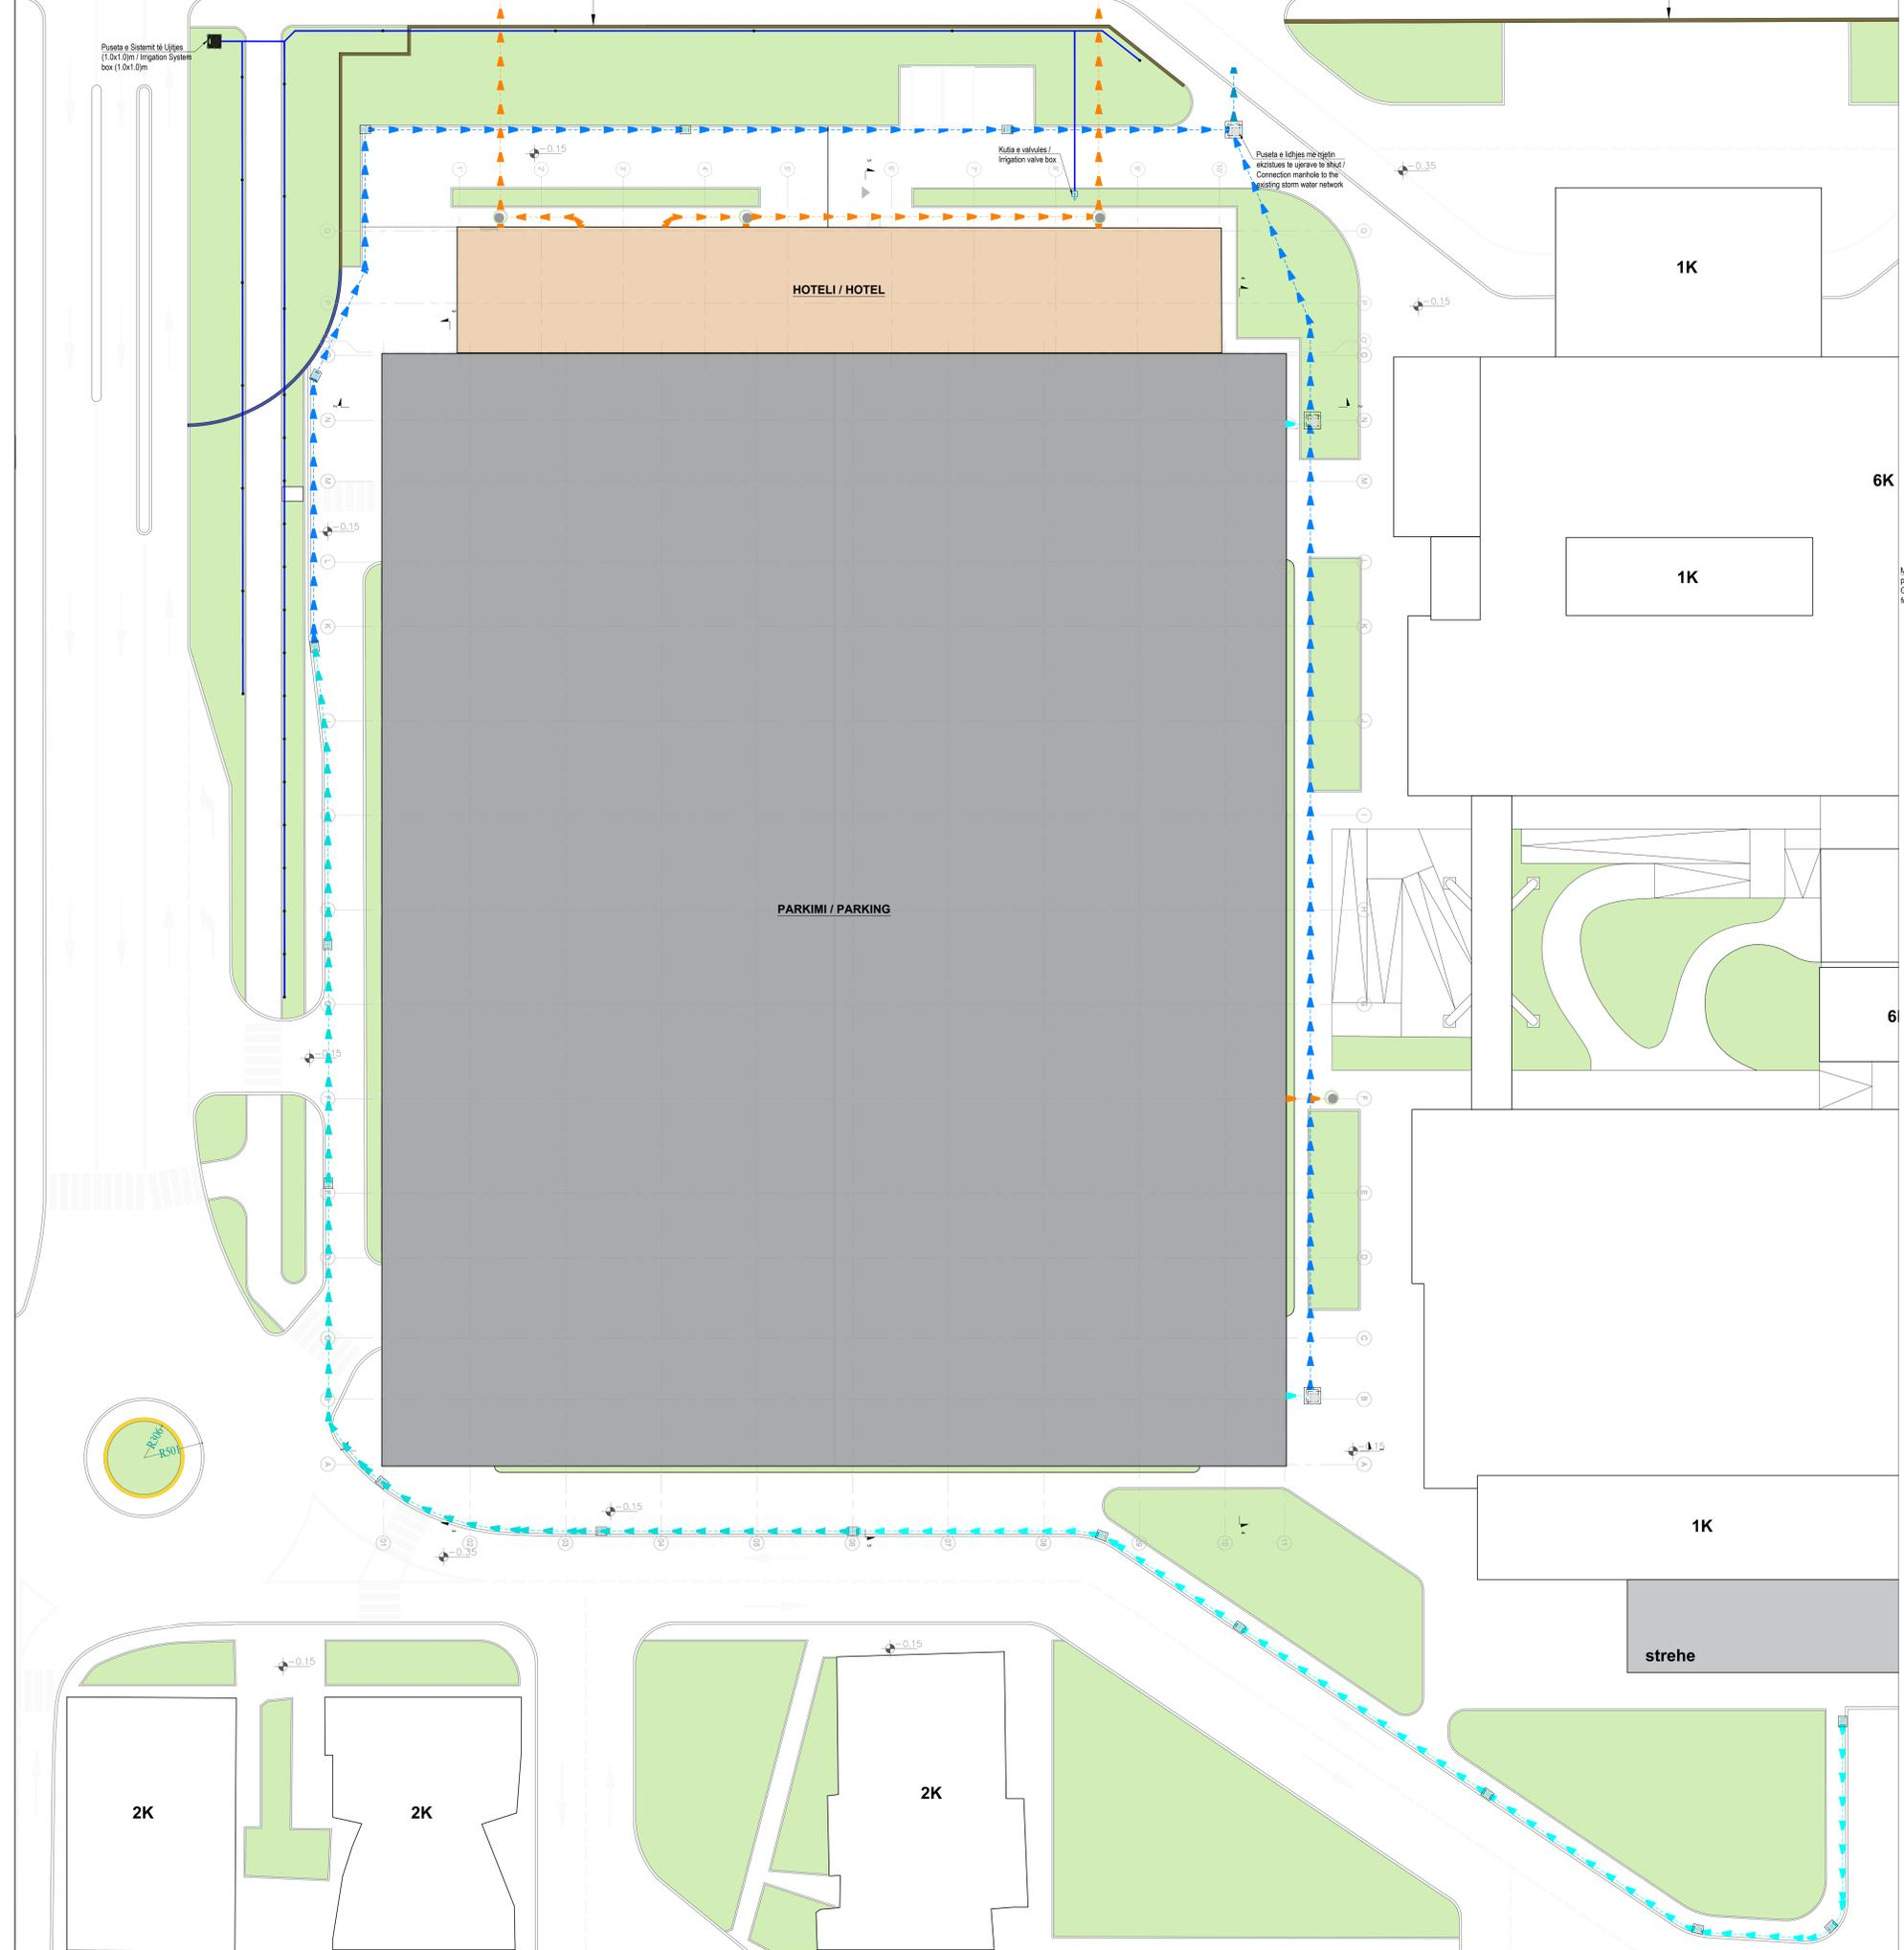 Puseta e Sistemit të Ujitjes
(1.0x1.0)m / Irrigation System
box (1.0x1.0)m
-0.15
Kutia e valvules /
Irrigation valve box
Puseta e lidhjes me rrjetin
ekzistues te ujerave te shiut /
Connection manhole to the
existing storm water network
-0.35
1K
HOTELI / HOTEL
-0.15
6K
-0.15
1K
PARKIMI / PARKING
-0.15
R306
R501
-0.15
-0.15
-0.35
1K
-0.15
-0.15
strehe
2K
2K
2K